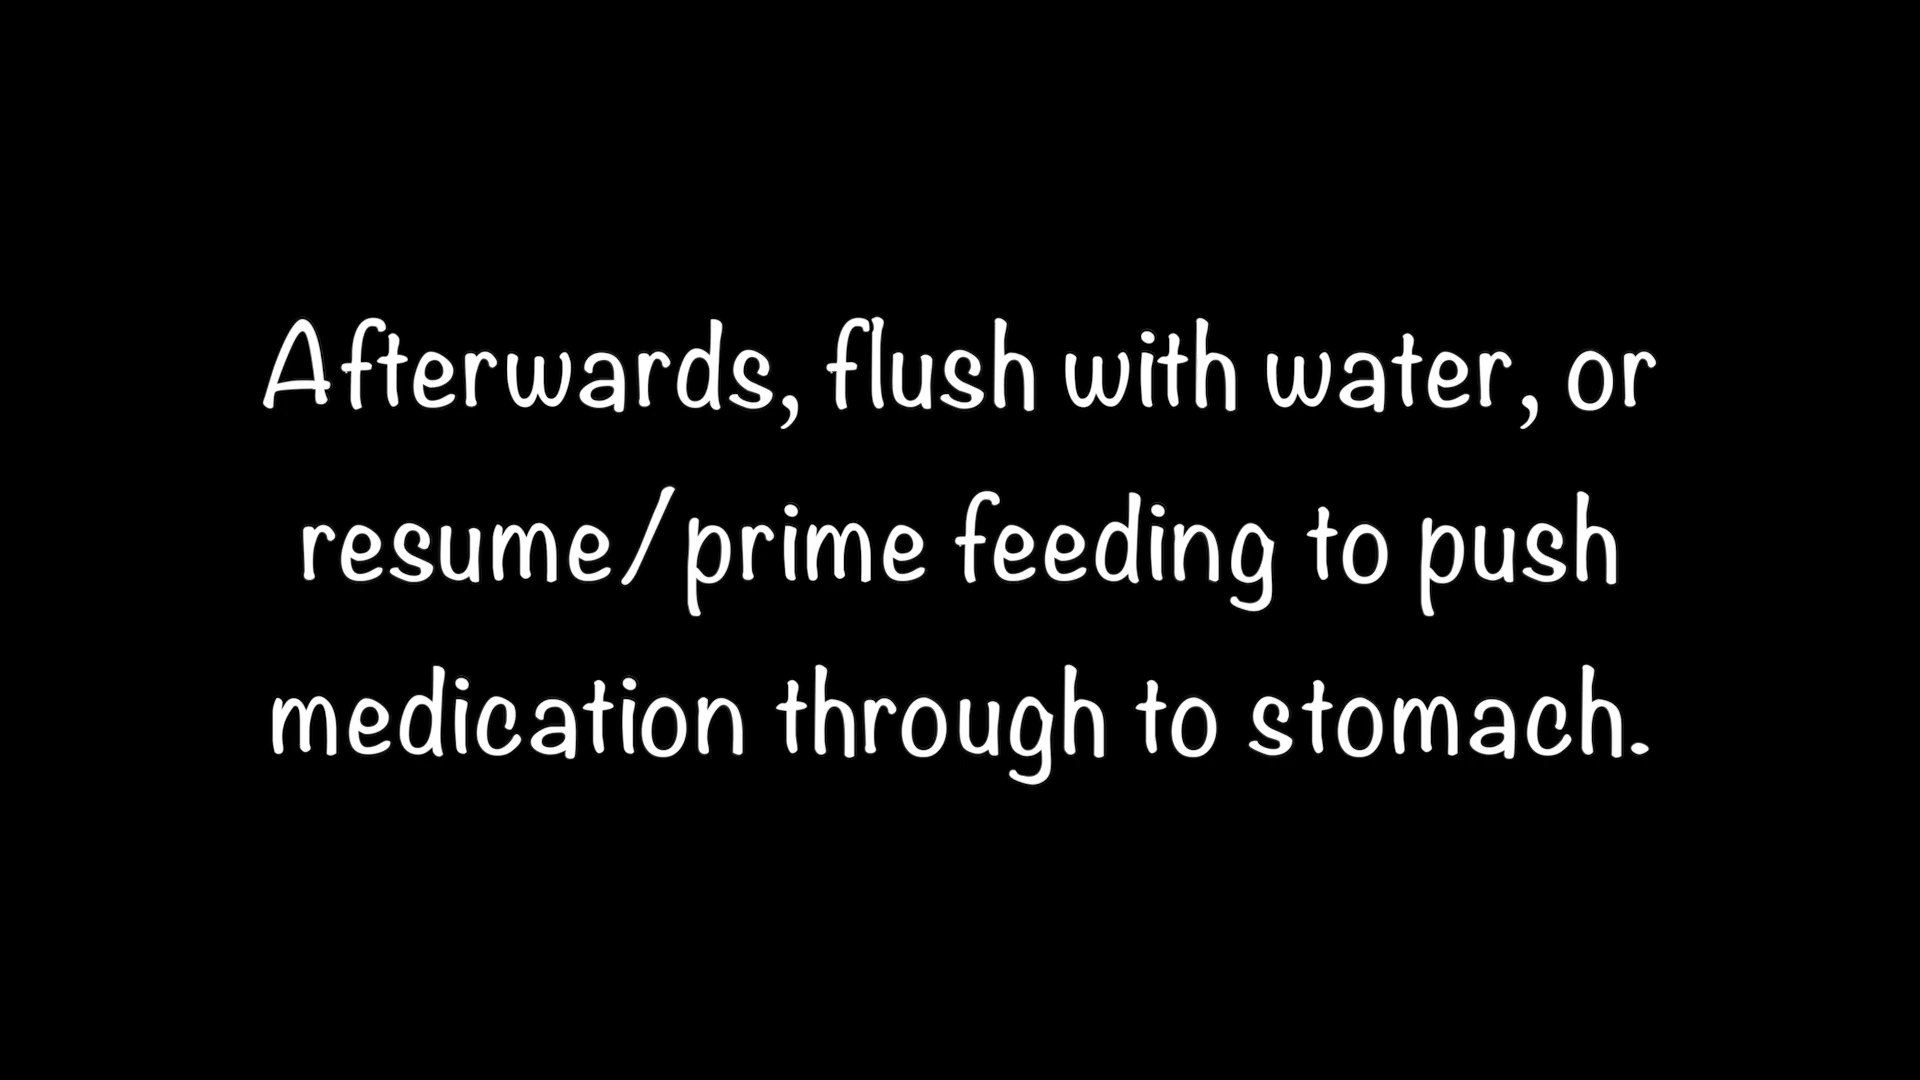 Afterwards, flush with water, or
resume/prime feeding to push
medication through to stomach.